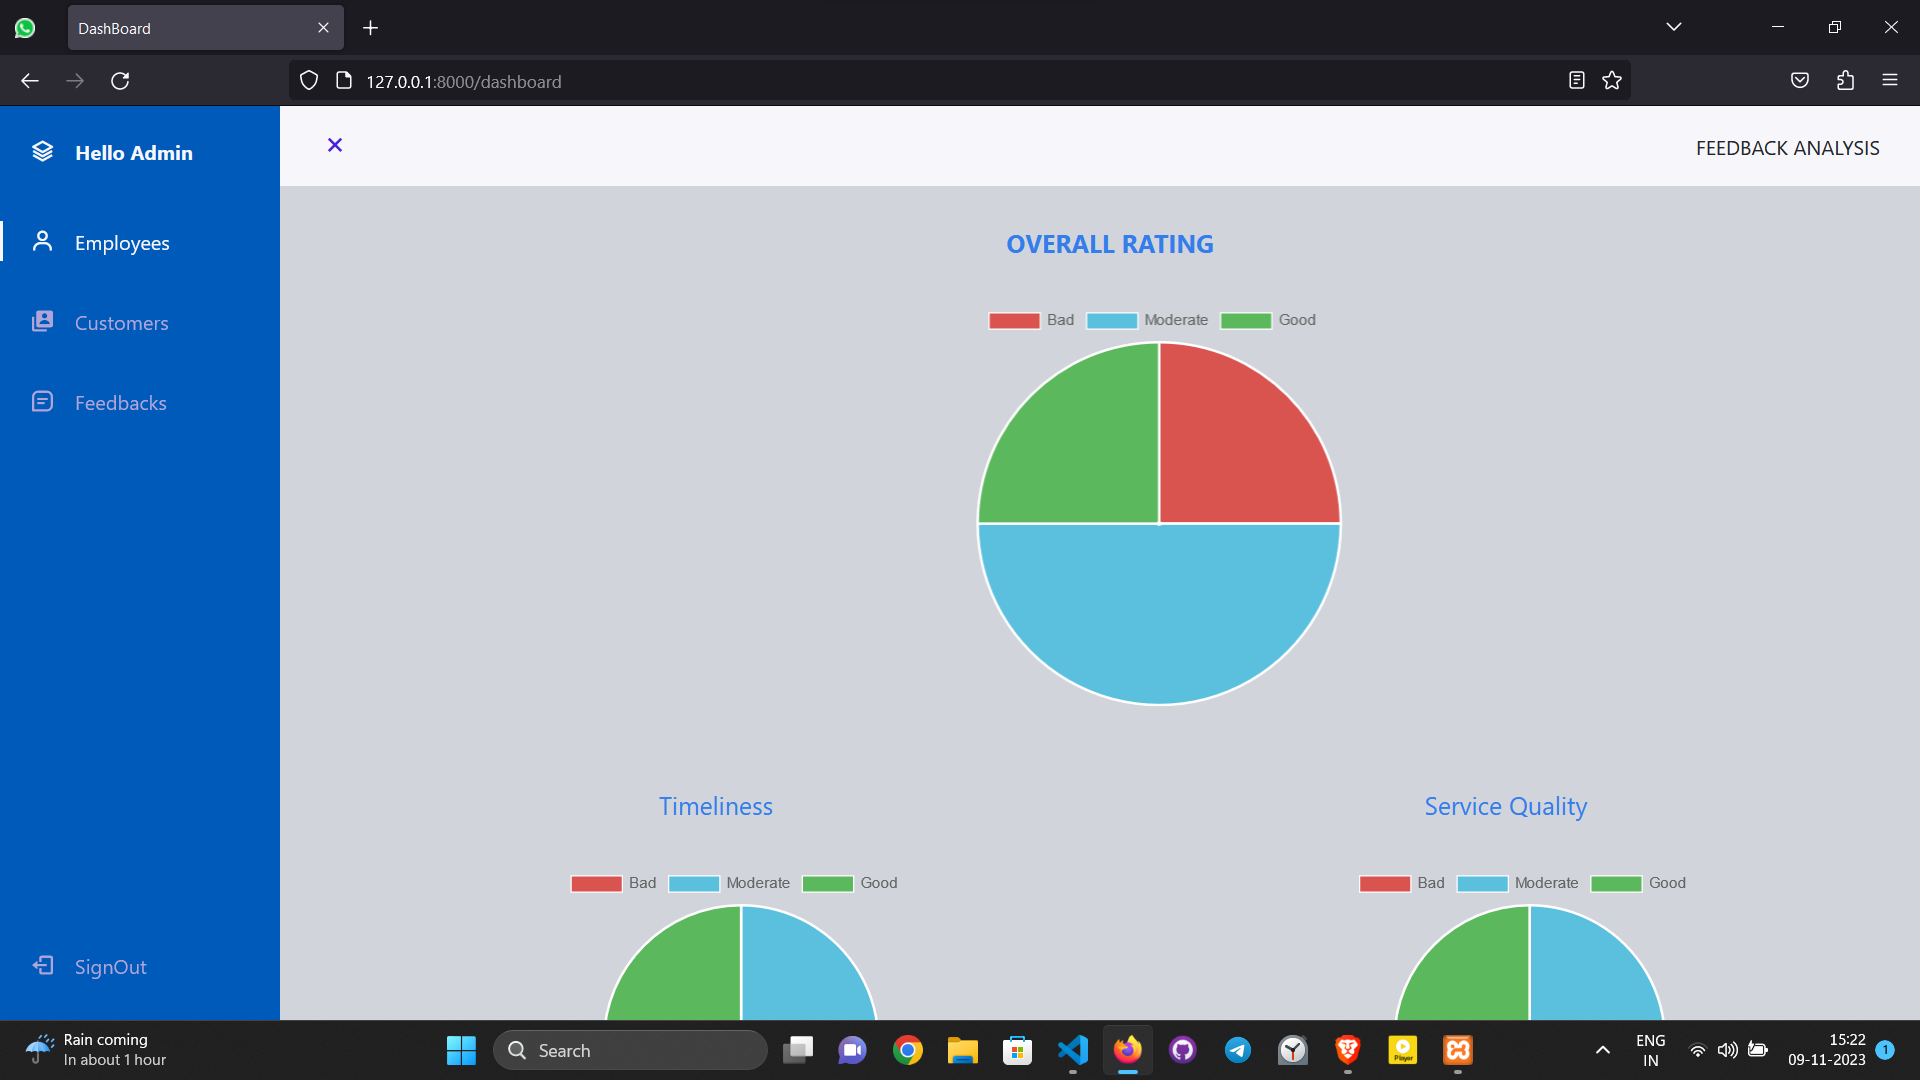 DashBoard
127.0.0.1:8000/dashboard
Hello Admin
FEEDBACK ANALYSIS
Employees
Customers
Feedbacks
SignOut
OVERALL RATING
Bad Moderate Good
Timeliness
Service Quality
Bad Moderate Good
Bad Moderate Good
Rain coming
In about 1 hour
Search
Player
ENG
IN
15:22
09-11-2023
1